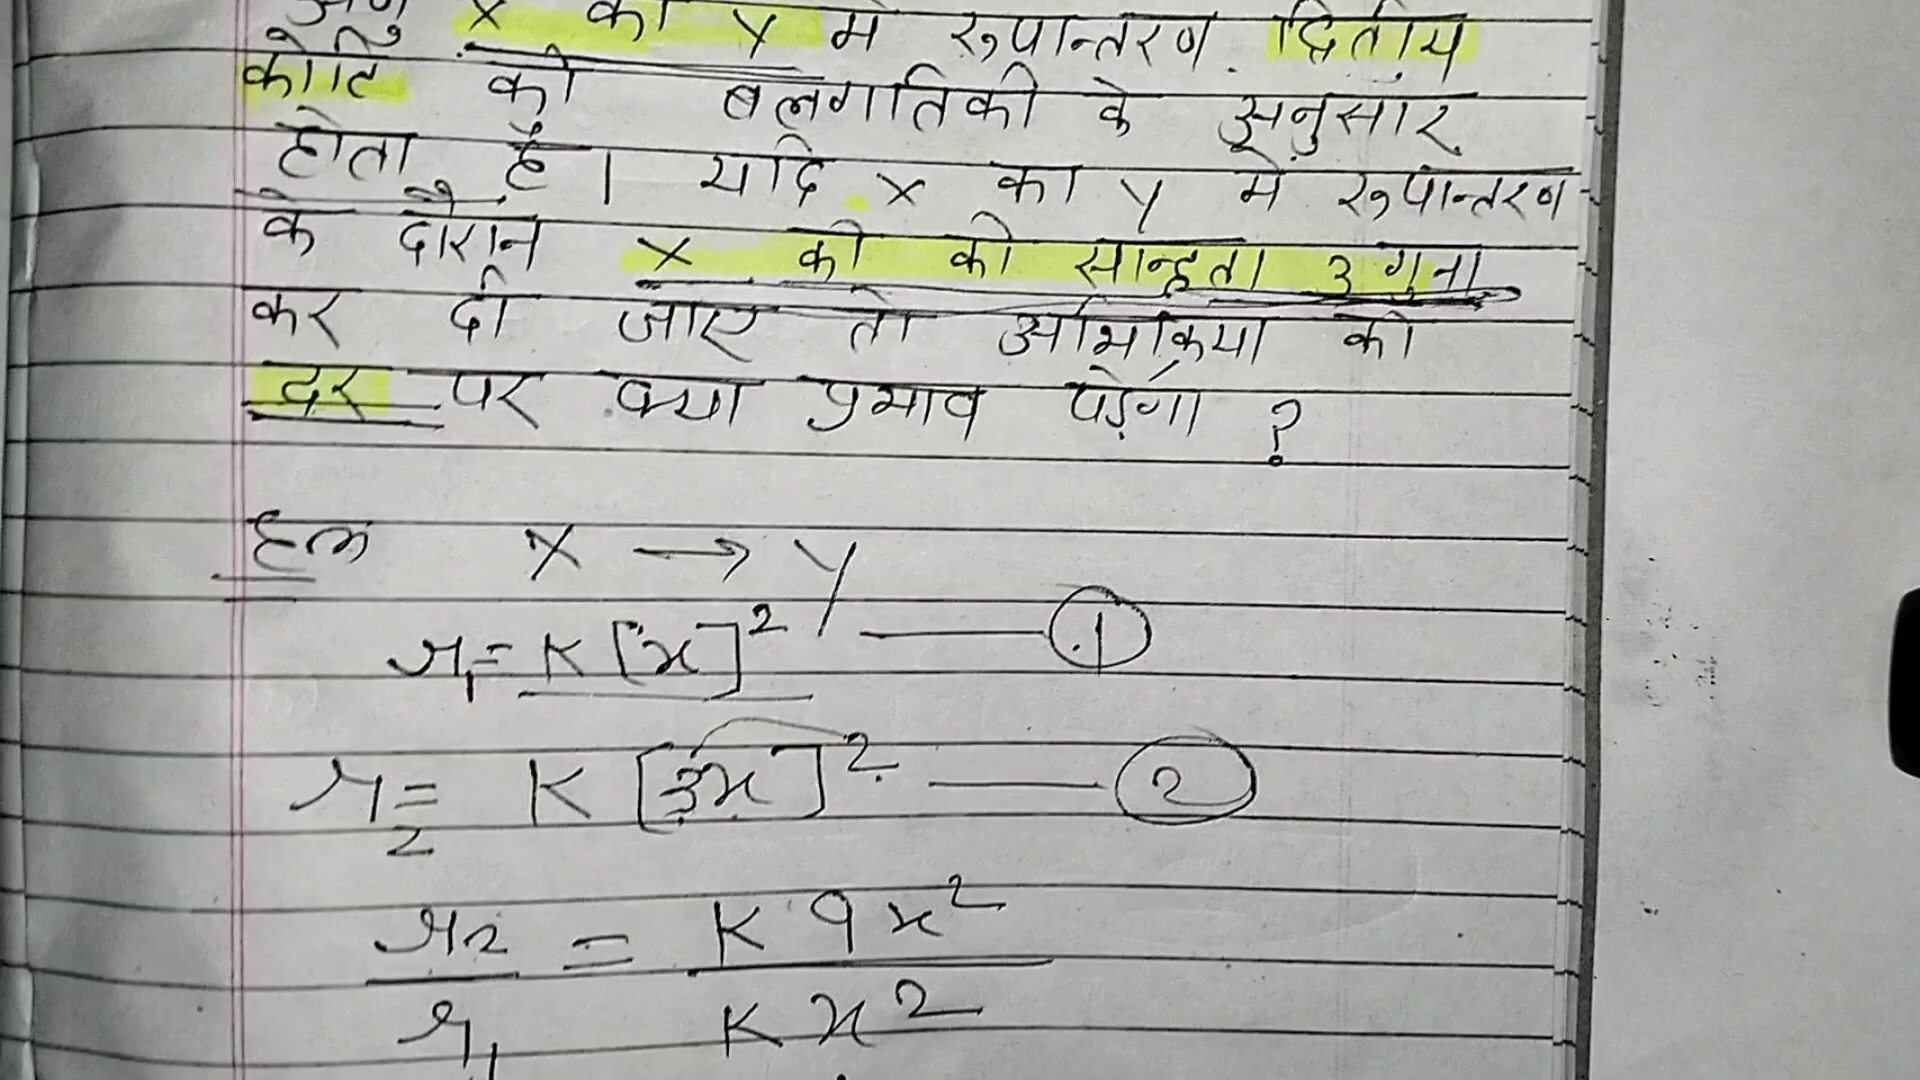 अणु X का Y में रुपान्तरण द्वितीय
कोटि की बलगतिकी के अनुसार
होता है। यदि X का Y में रुपान्तरण
के दौरान X की की सान्द्रता 3 गुना
कर दी जाए तो अभिक्रिया की
दर पर क्या प्रभाव पड़ेगा ?
हल X → Y
r₁ = K[x]² ——— ①
r₂ = K[3x]² ——— ②
r₂/r₁ = K 9x² / K x²